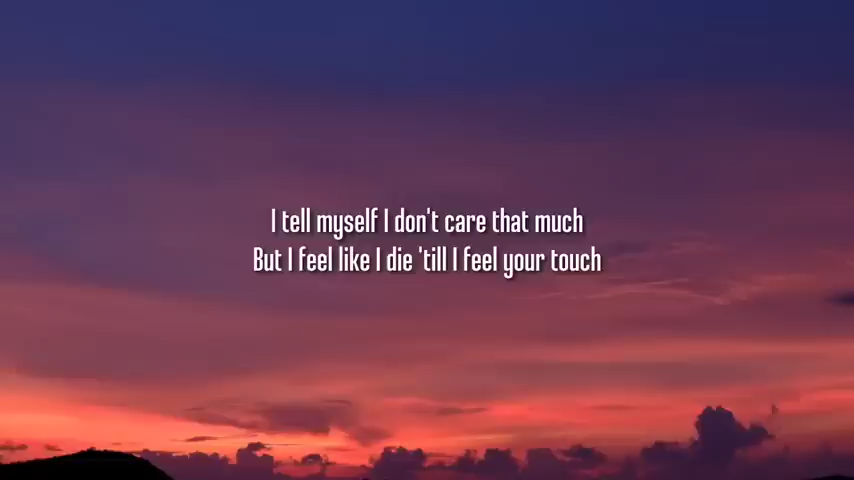 I tell myself I don't care that much
But I feel like I die 'till I feel your touch